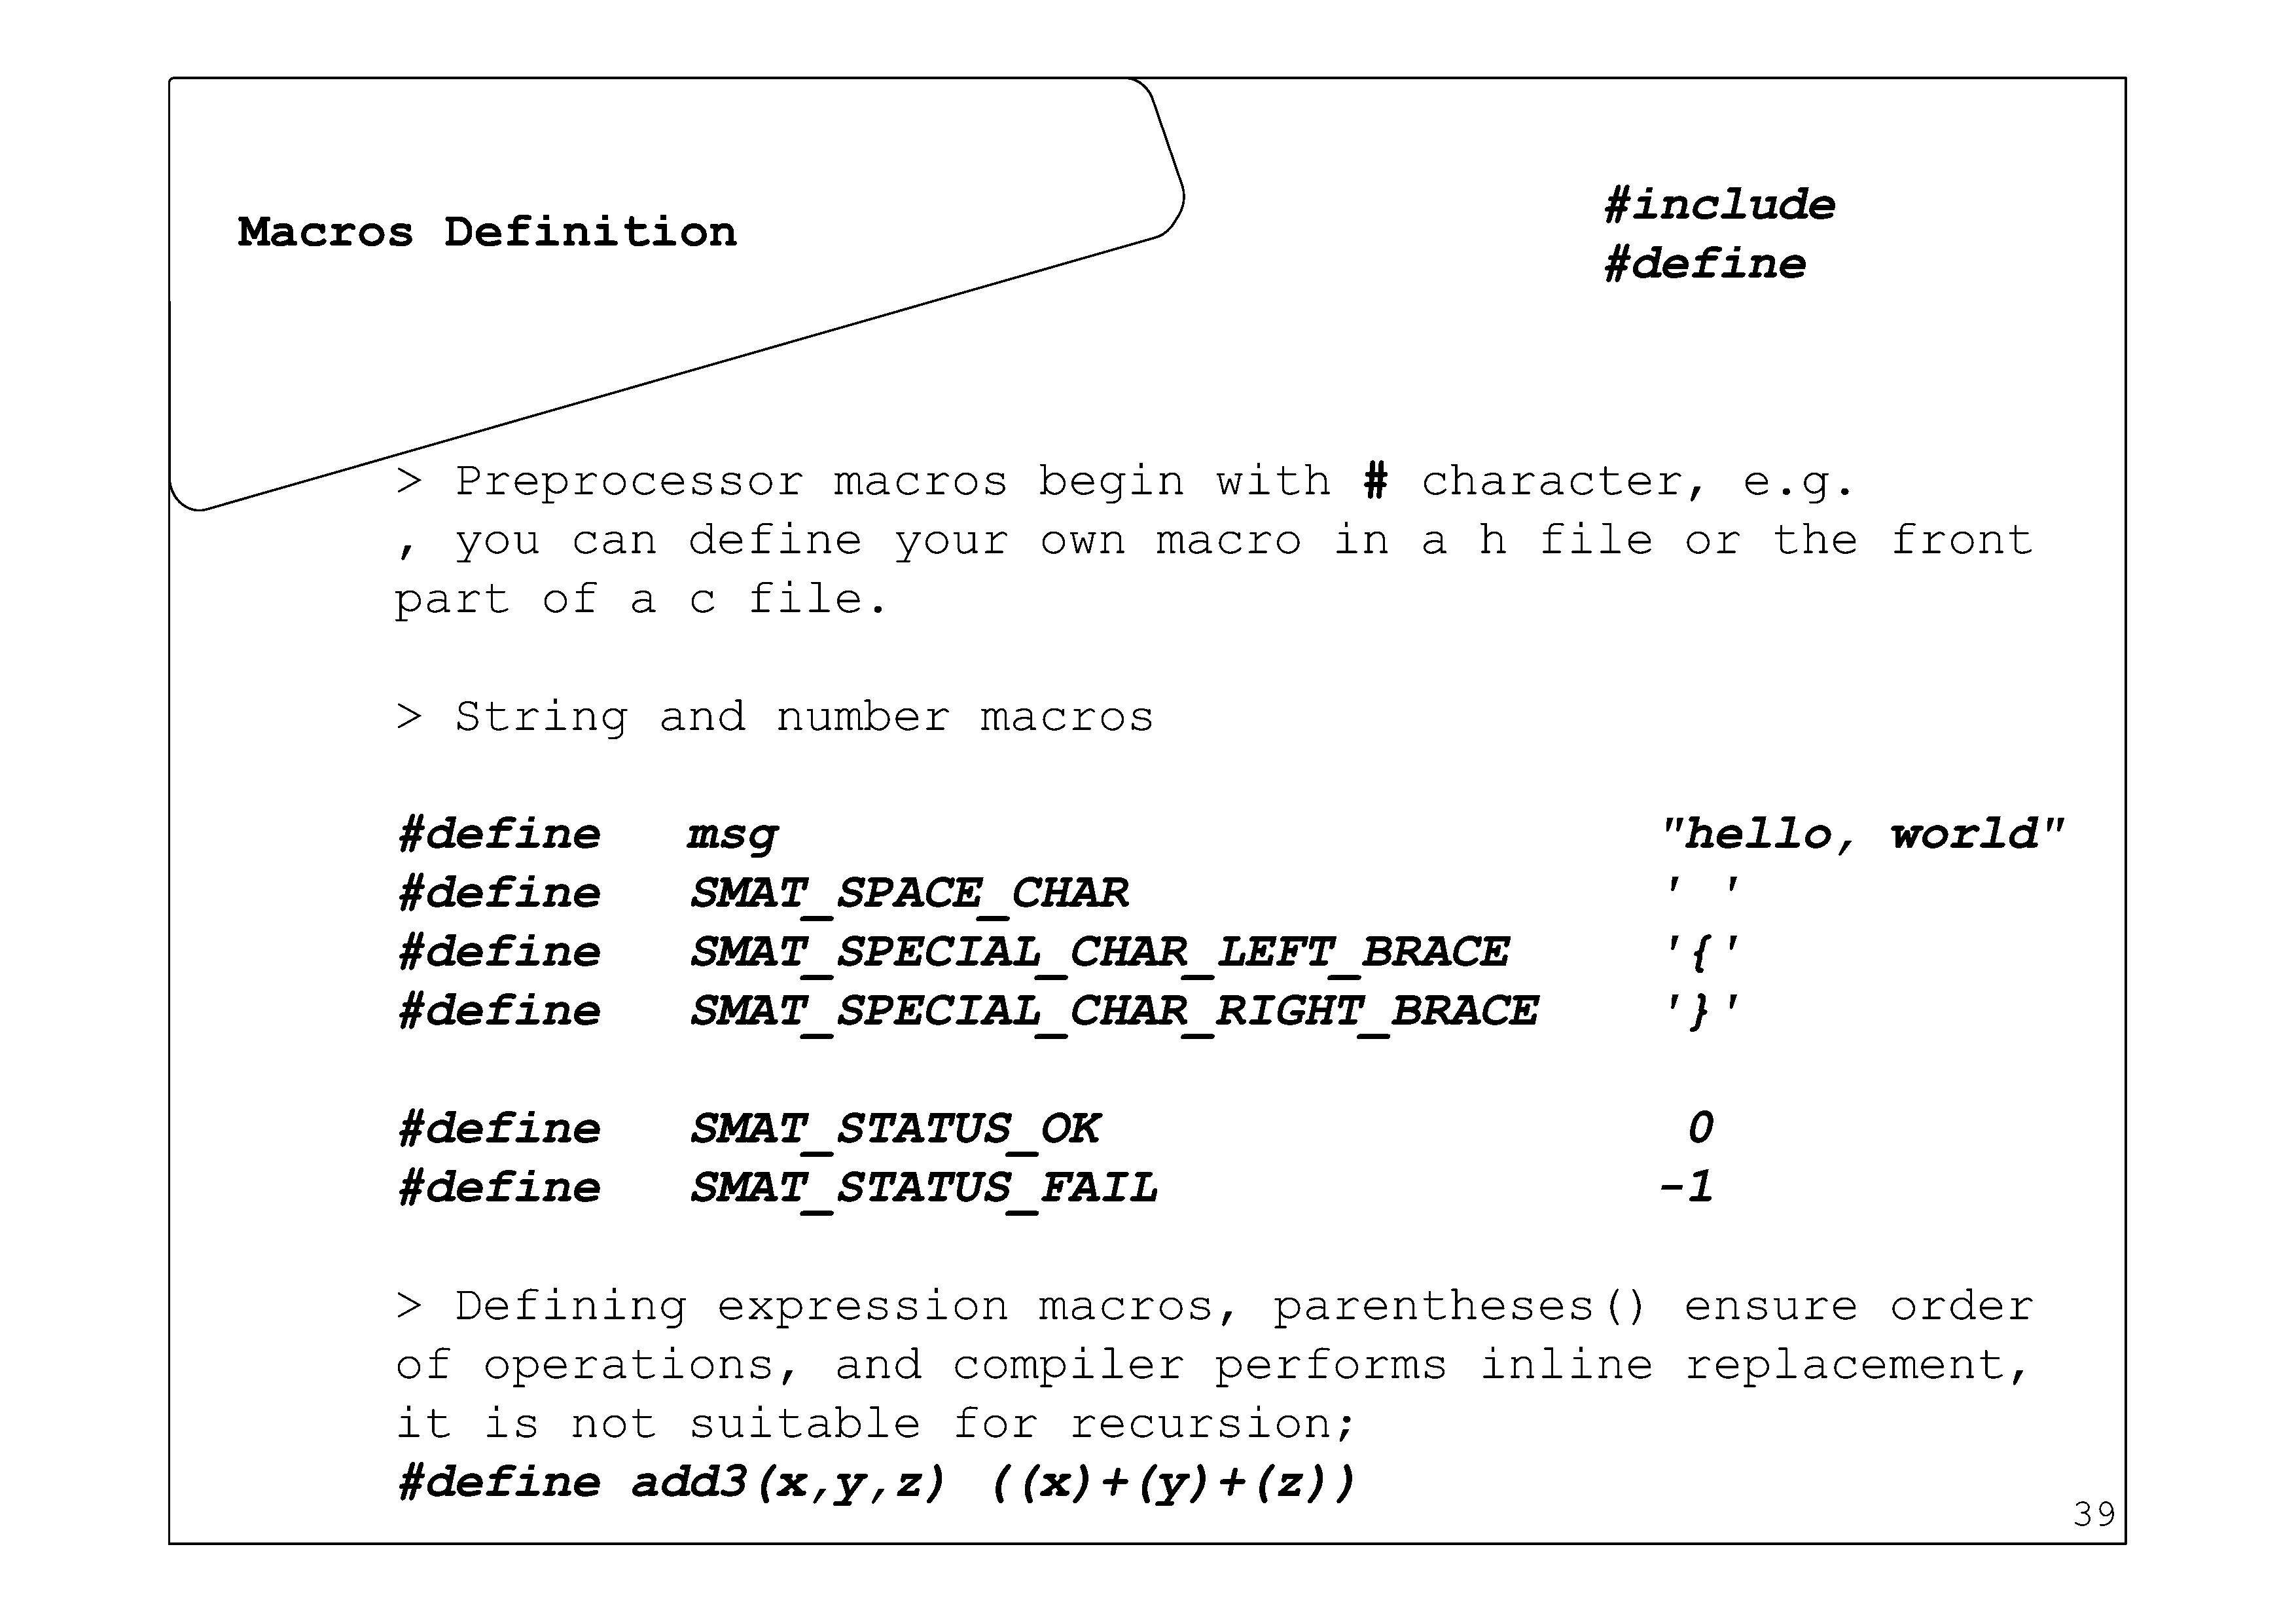 Macros Definition
#include
#define
> Preprocessor macros begin with # character, e.g.
, you can define your own macro in a h file or the front
part of a c file.
> String and number macros
#define msg "hello, world"
#define SMAT_SPACE_CHAR ' '
#define SMAT_SPECIAL_CHAR_LEFT_BRACE '{'
#define SMAT_SPECIAL_CHAR_RIGHT_BRACE '}'
#define SMAT_STATUS_OK 0
#define SMAT_STATUS_FAIL -1
> Defining expression macros, parentheses() ensure order
of operations, and compiler performs inline replacement,
it is not suitable for recursion;
#define add3(x,y,z) ((x)+(y)+(z))
39